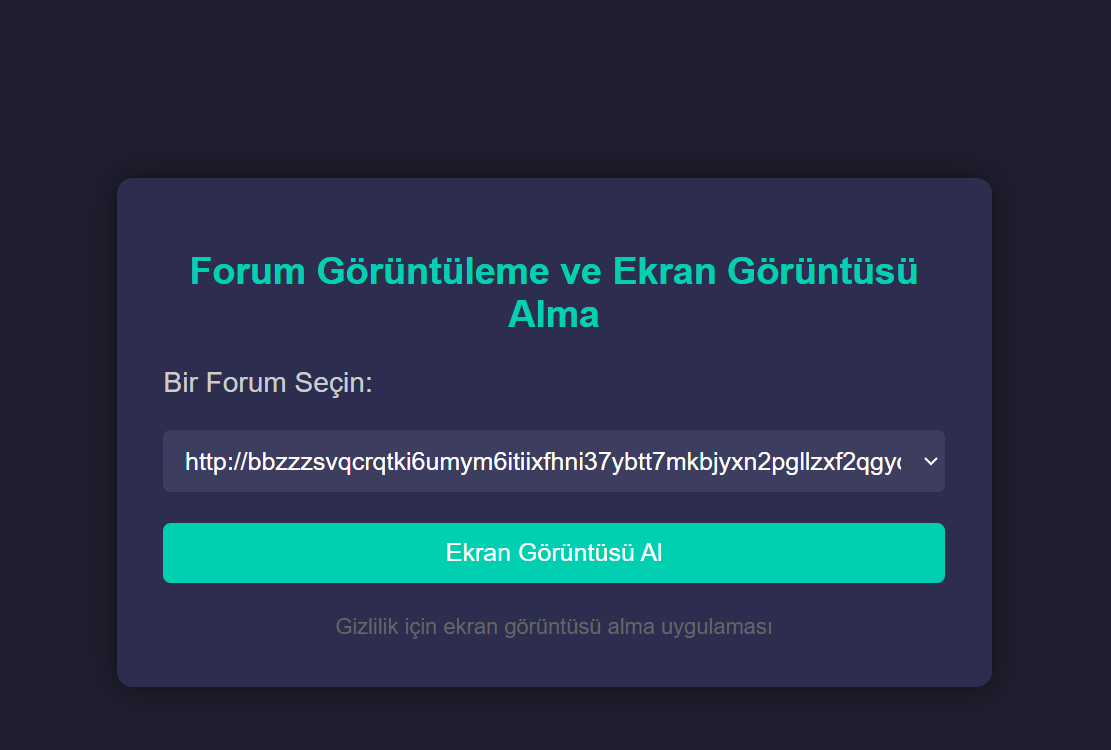 Forum Görüntüleme ve Ekran Görüntüsü
Alma
Bir Forum Seçin:
http://bbzzzsvqcrqtki6umym6itiixfhni37ybtt7mkbjyxn2pgllzxf2qgy
Ekran Görüntüsü Al
Gizlilik için ekran görüntüsü alma uygulaması